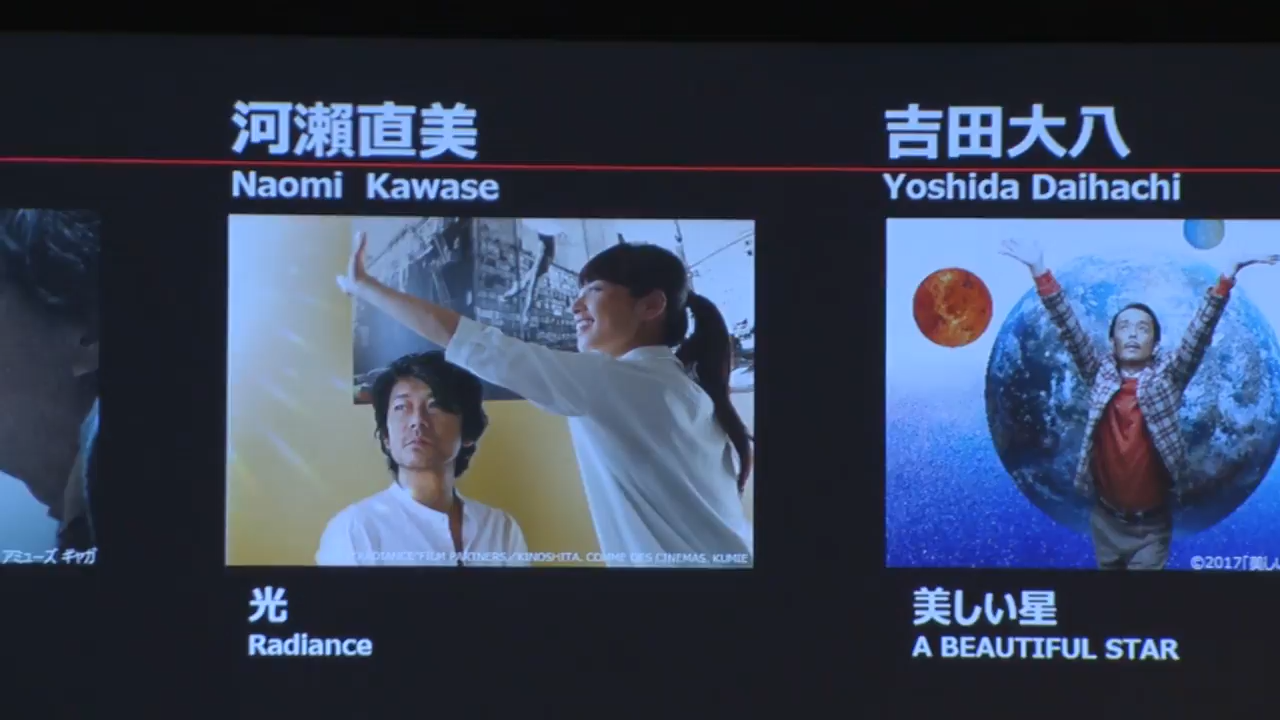 河瀨直美
Naomi Kawase
吉田大八
Yoshida Daihachi
アミューズ ギャガ
RADIANCE"FILM PARTNERS/KINOSHITA, COMME DES CINEMAS, KUMIE
©2017「美し
光
Radiance
美しい星
A BEAUTIFUL STAR